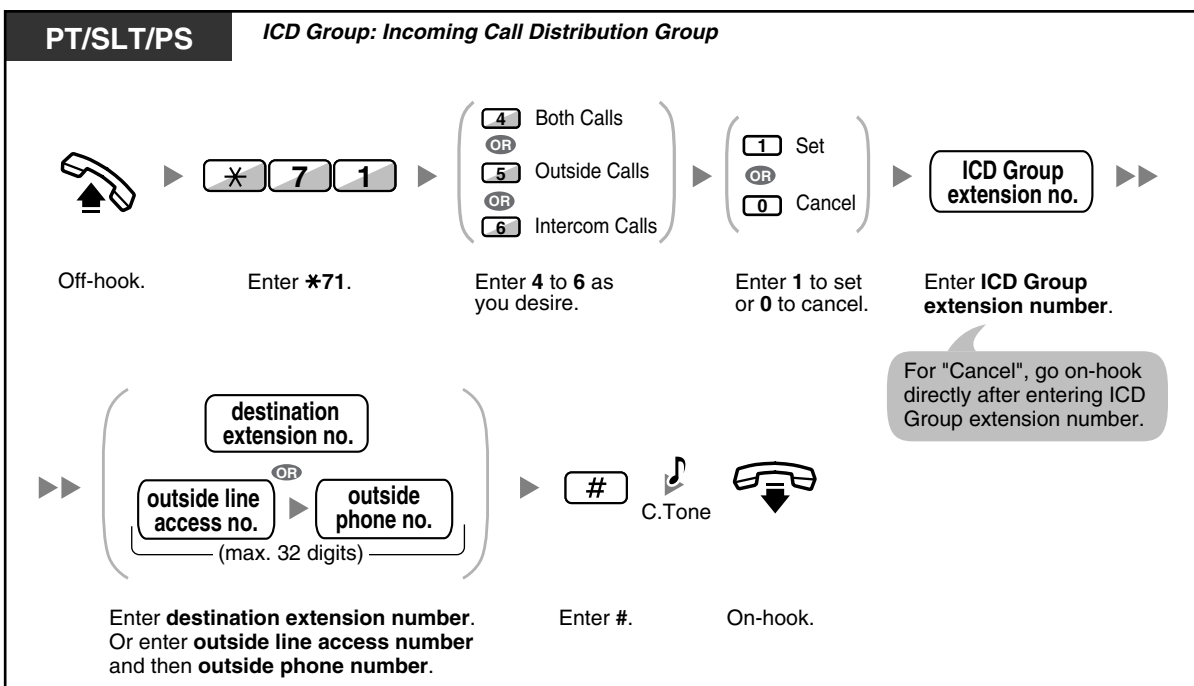 PT/SLT/PS
ICD Group: Incoming Call Distribution Group
4 Both Calls
OR
5 Outside Calls
OR
6 Intercom Calls
1 Set
OR
0 Cancel
✳ 7 1
ICD Group
extension no.
Off-hook.
Enter ✳71.
Enter 4 to 6 as
you desire.
Enter 1 to set
or 0 to cancel.
Enter ICD Group
extension number.
For "Cancel", go on-hook
directly after entering ICD
Group extension number.
destination
extension no.
OR
outside line
access no.
outside
phone no.
(max. 32 digits)
#
C.Tone
Enter destination extension number.
Or enter outside line access number
and then outside phone number.
Enter #.
On-hook.